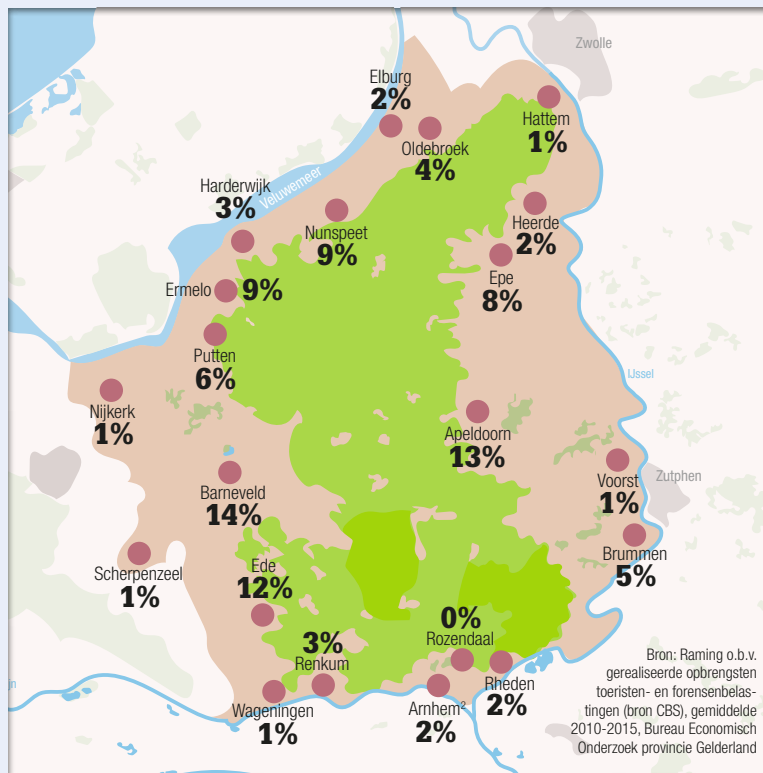 Zwolle
Elburg
2%
Hattem
1%
Oldebroek
4%
Harderwijk
3%
Veluwemeer
Nunspeet
9%
Heerde
2%
Epe
8%
Ermelo 9%
Putten
6%
IJssel
Nijkerk
1%
Apeldoorn
13%
Voorst
1%
Zutphen
Barneveld
14%
Brummen
5%
Scherpenzeel
1%
Ede
12%
0%
Rozendaal
3%
Renkum
Rheden
2%
Wageningen
1%
Arnhem²
2%
ijn
Bron: Raming o.b.v.
gerealiseerde opbrengsten
toeristen- en forensenbelas-
tingen (bron CBS), gemiddelde
2010-2015, Bureau Economisch
Onderzoek provincie Gelderland